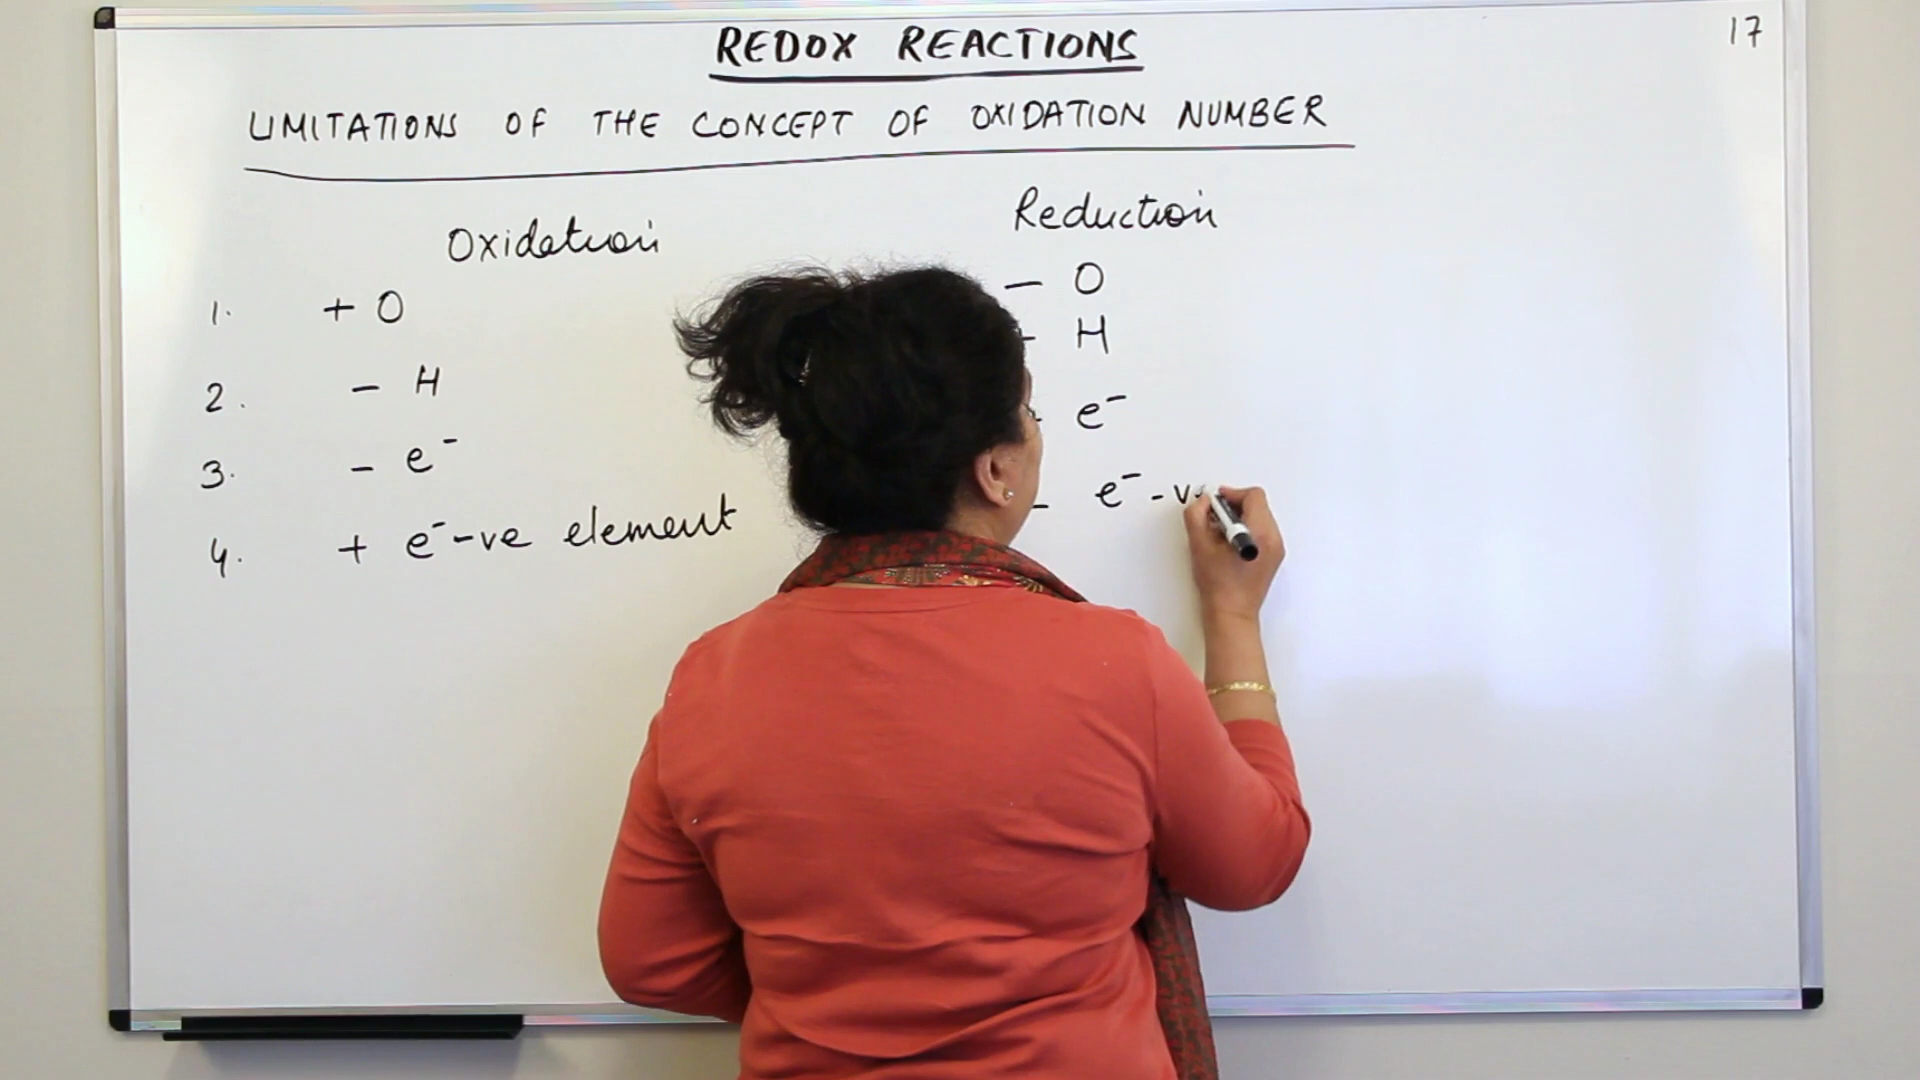 REDOX REACTIONS
17
LIMITATIONS OF THE CONCEPT OF OXIDATION NUMBER
Oxidation
Reduction
1. + O
— O
2. - H
- H
3. - e⁻
- e⁻
4. + e⁻-ve element
- e⁻-v